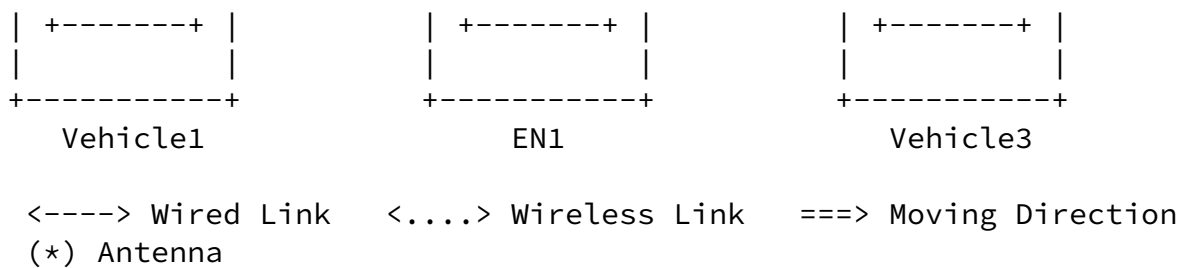 | +-------+ |         | +-------+ |         | +-------+ |
|           |         |           |         |           |
+-----------+         +-----------+         +-----------+
   Vehicle1                EN1                 Vehicle3
<----> Wired Link   <....> Wireless Link   ===> Moving Direction
(*) Antenna